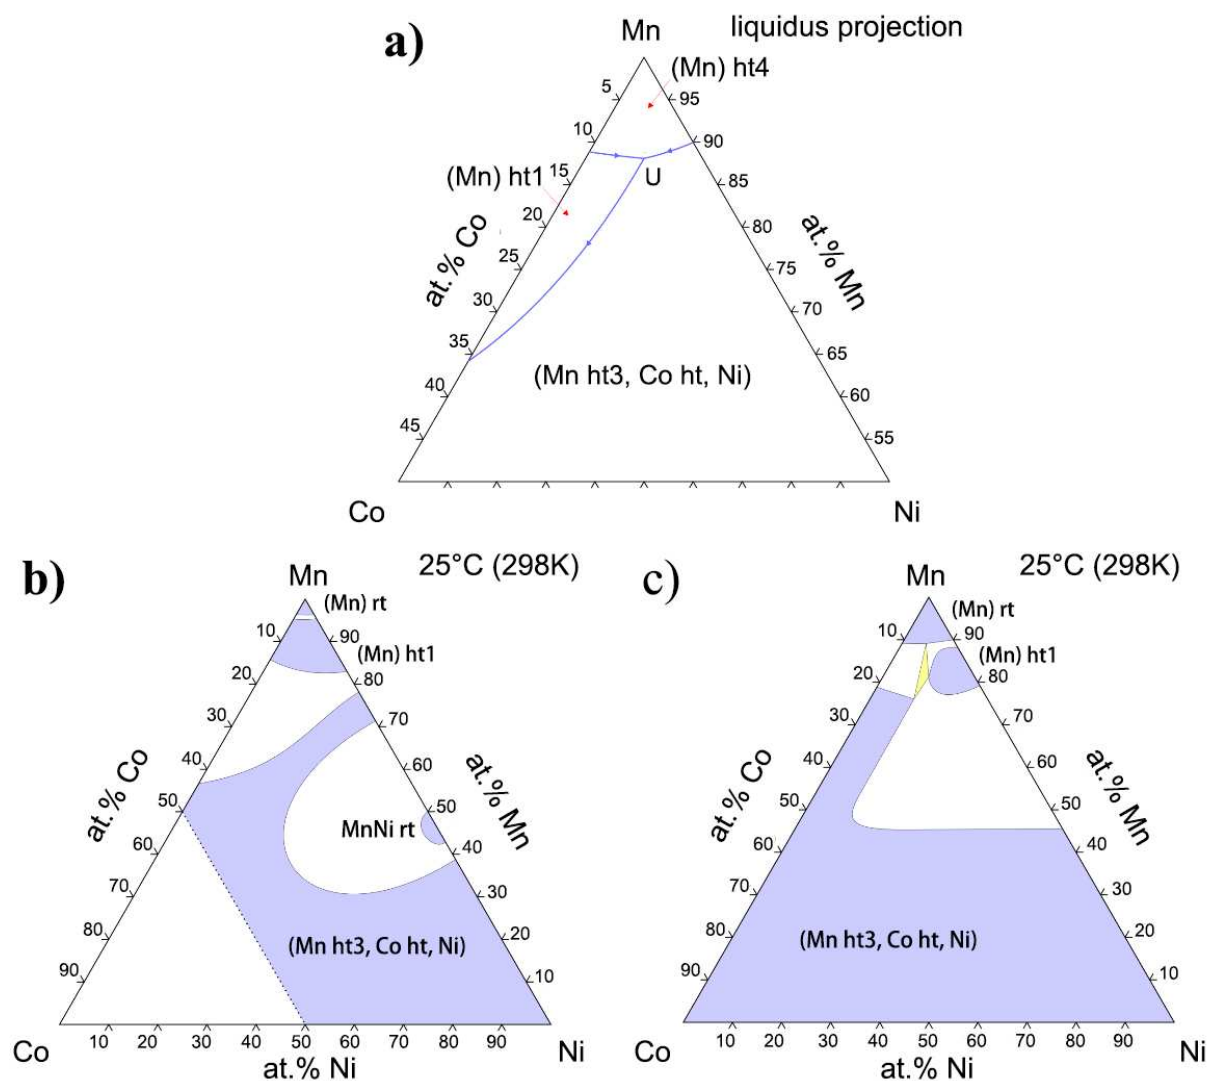 a)
Mn
liquidus projection
(Mn) ht4
5
95
10
90
(Mn) ht1
15
U
85
20
80
at.% Co
at.% Mn
25
75
30
70
35
65
(Mn ht3, Co ht, Ni)
40
60
45
55
Co
Ni
b)
25°C (298K)
Mn
(Mn) rt
10
90
(Mn) ht1
20
80
30
70
40
60
at.% Co
at.% Mn
50
50
MnNi rt
60
40
70
30
(Mn ht3, Co ht, Ni)
80
20
90
10
Co
10 20 30 40 50 60 70 80 90
Ni
at.% Ni
c)
25°C (298K)
Mn
(Mn) rt
10
90
(Mn) ht1
20
80
30
70
40
60
at.% Co
at.% Mn
50
50
60
40
70
30
(Mn ht3, Co ht, Ni)
80
20
90
10
Co
10 20 30 40 50 60 70 80 90
Ni
at.% Ni